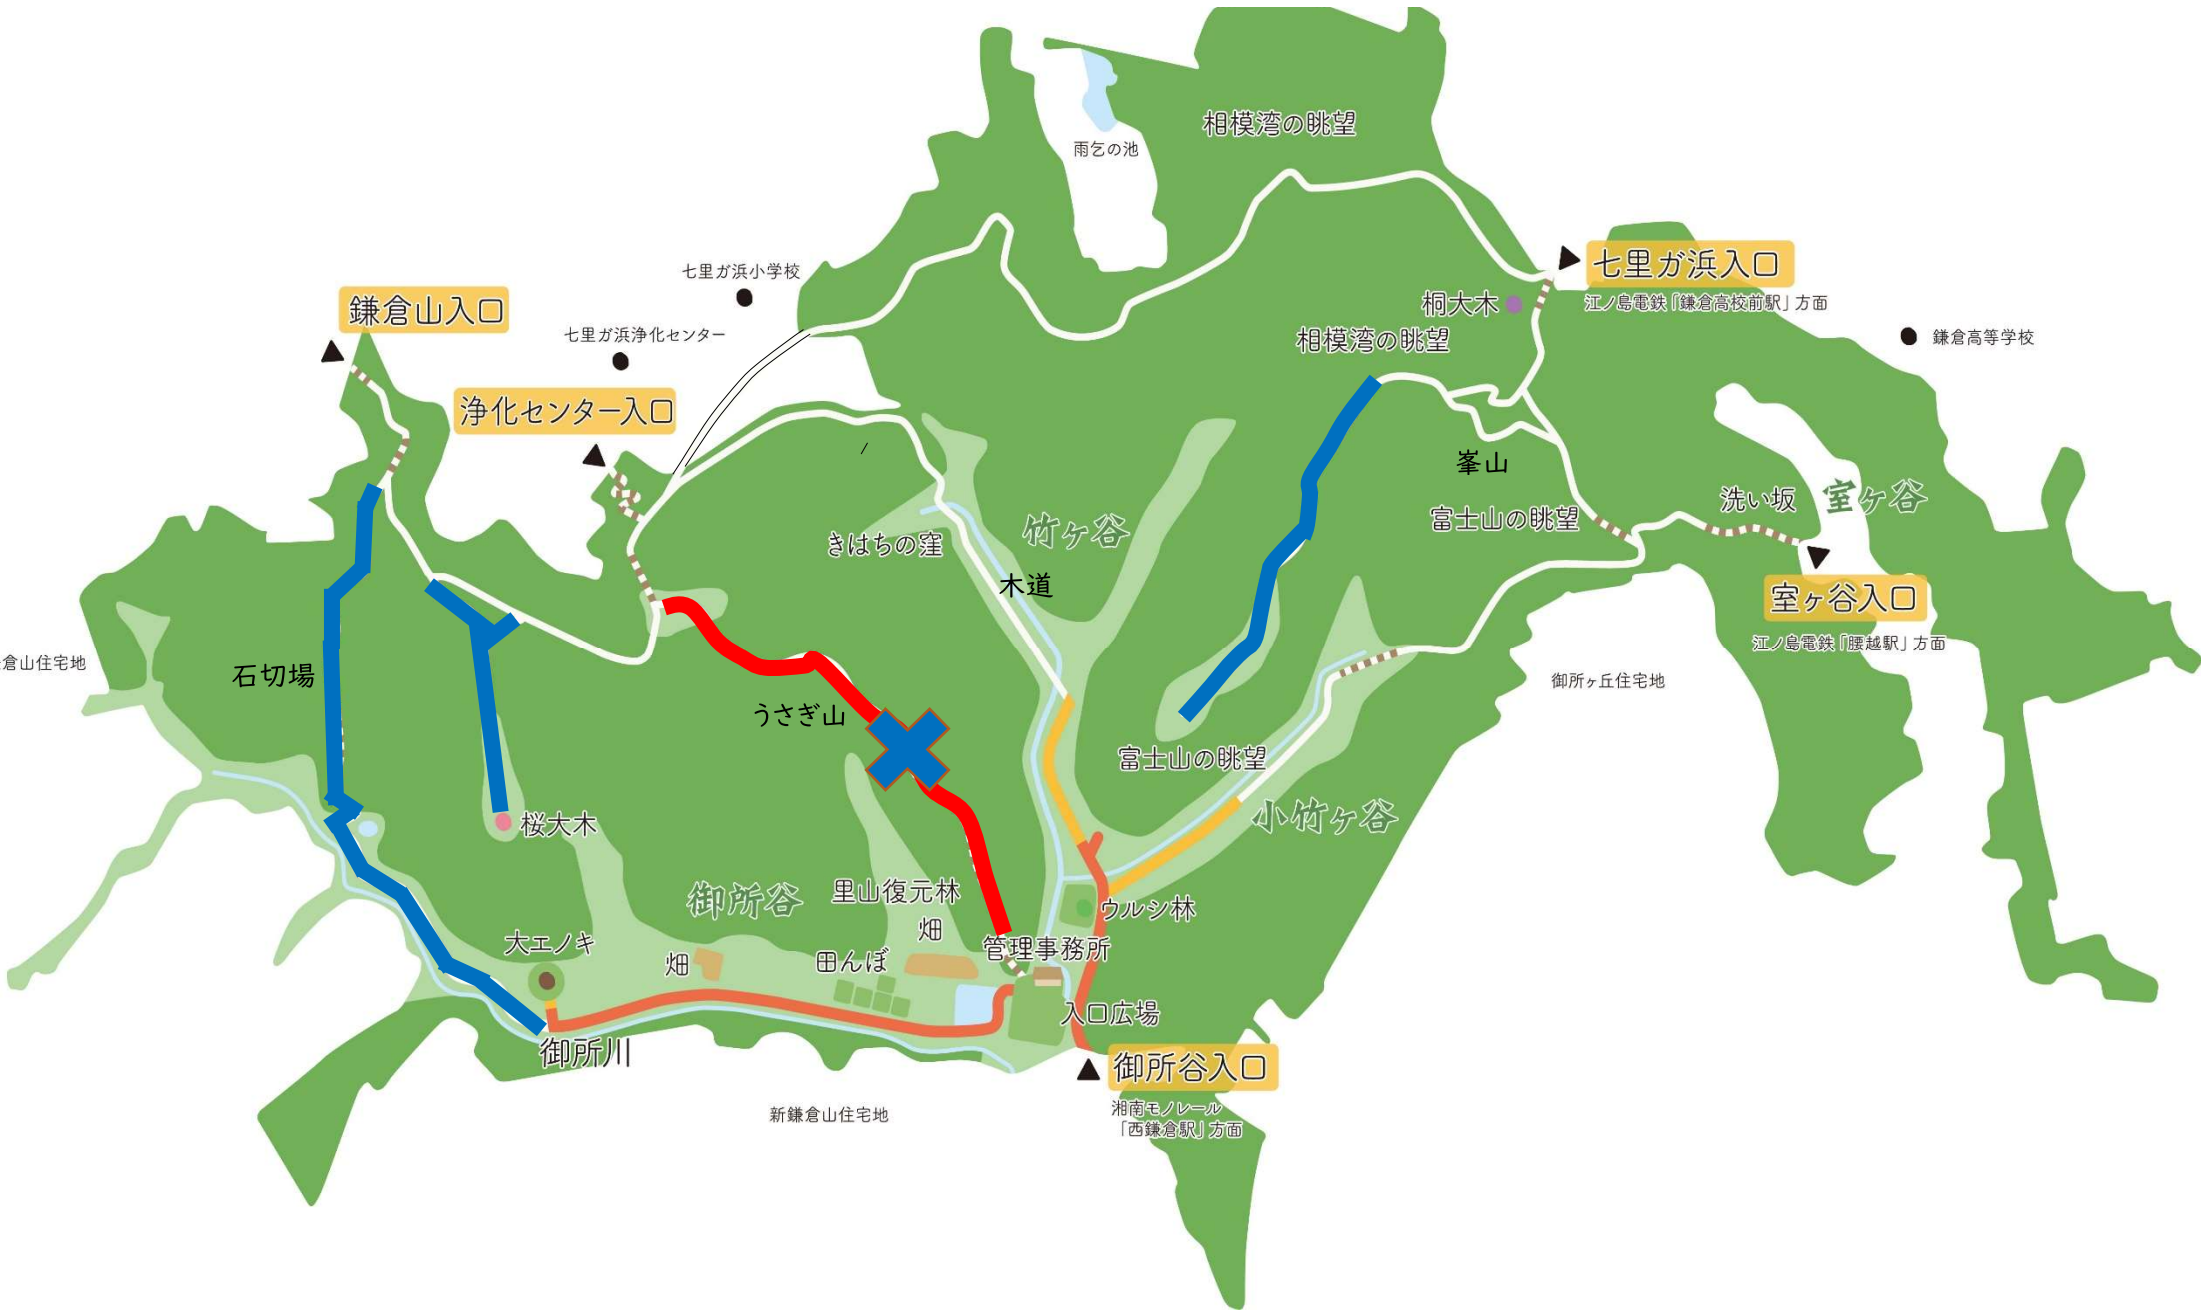 相模湾の眺望
雨乞の池
七里ガ浜入口
江ノ島電鉄「鎌倉高校前駅」方面
七里ガ浜小学校
鎌倉山入口
桐大木
七里ガ浜浄化センター
相模湾の眺望
鎌倉高等学校
浄化センター入口
峯山
洗い坂
室ヶ谷
富士山の眺望
竹ヶ谷
きはちの窪
木道
室ヶ谷入口
江ノ島電鉄「腰越駅」方面
倉山住宅地
石切場
御所ヶ丘住宅地
うさぎ山
富士山の眺望
小竹ヶ谷
桜大木
御所谷
里山復元林
ウルシ林
畑
大エノキ
管理事務所
畑
田んぼ
入口広場
御所川
御所谷入口
湘南モノレール
「西鎌倉駅」方面
新鎌倉山住宅地